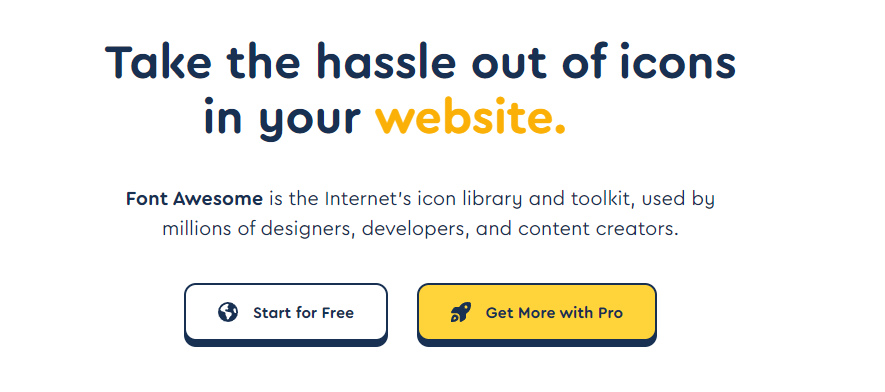 Take the hassle out of icons
in your website.
Font Awesome is the Internet's icon library and toolkit, used by
millions of designers, developers, and content creators.
Start for Free
Get More with Pro